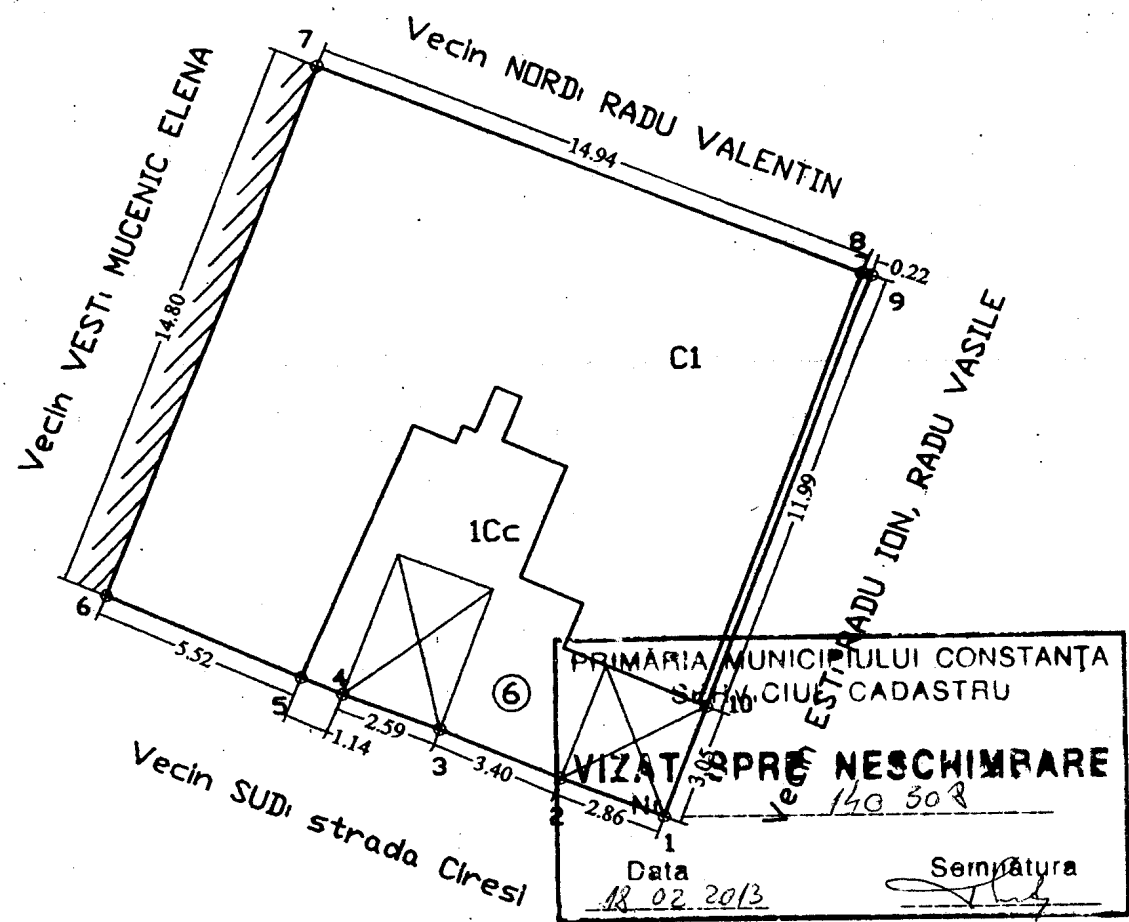 7
Vecin NORD: RADU VALENTIN
14.94
8
0.22
9
Vecin VEST: MUCENIC ELENA
14.80
C1
11.99
Vecin EST: RADU ION, RADU VASILE
1Cc
6
5.52
5
4
1.14
2.59
3
6
3.40
2
2.86
1
3.05
10
Vecin SUD: strada Ciresi
PRIMĂRIA MUNICIPIULUI CONSTANŢA
SERVICIUL CADASTRU
VIZAT SPRE NESCHIMBARE
Nr. 140 308
Data
18 02 2013
Semnătura